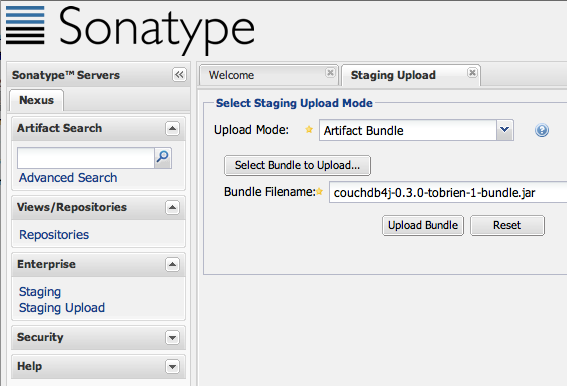 Sonatype
Sonatype™ Servers
Nexus
Artifact Search
Advanced Search
Views/Repositories
Repositories
Enterprise
Staging
Staging Upload
Security
Help
Welcome
Staging Upload
Select Staging Upload Mode
Upload Mode: Artifact Bundle
Select Bundle to Upload...
Bundle Filename: couchdb4j-0.3.0-tobrien-1-bundle.jar
Upload Bundle Reset